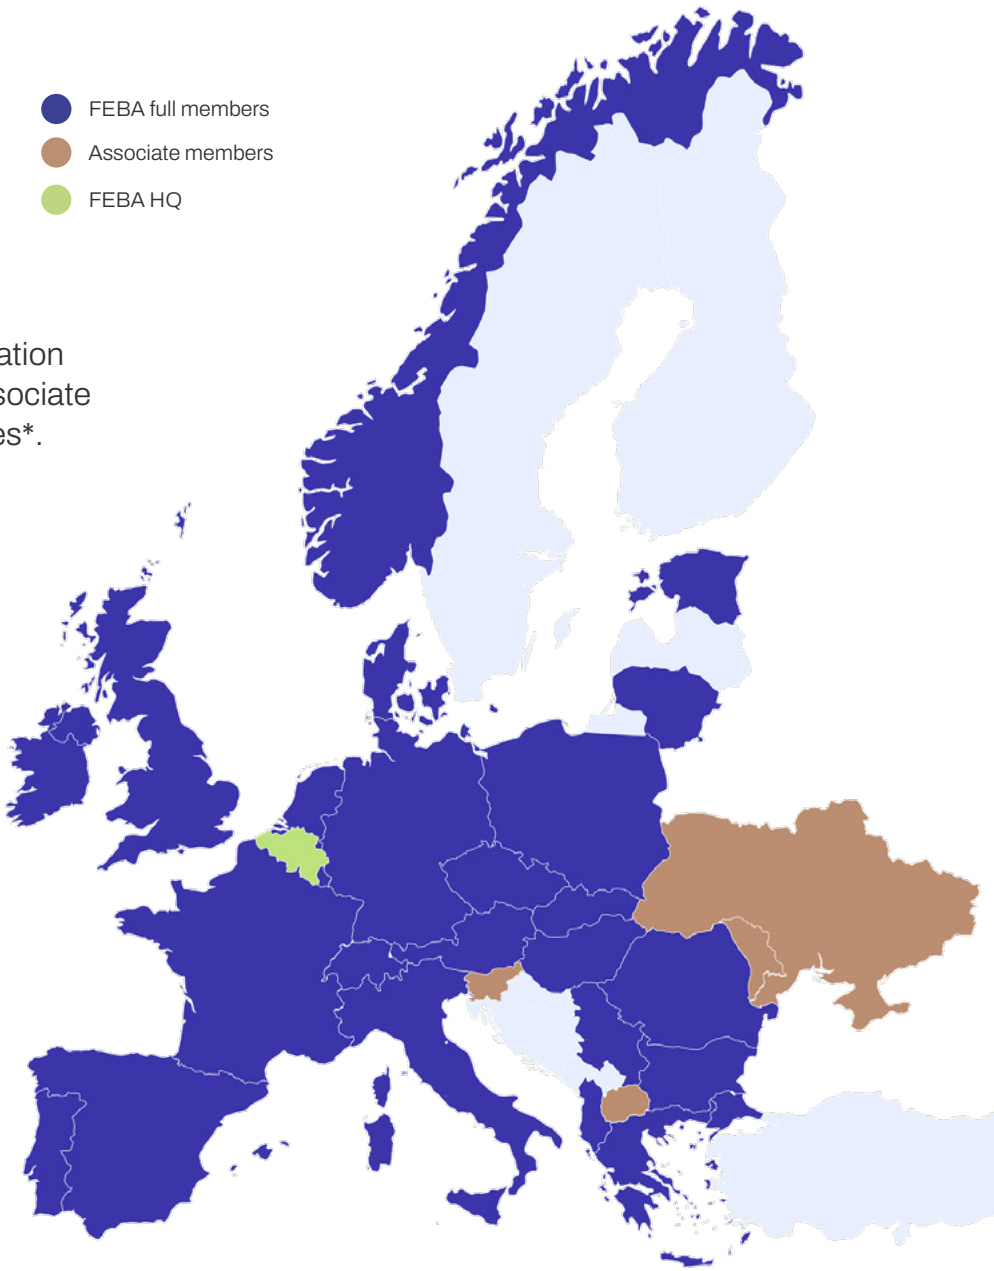 FEBA full members
Associate members
FEBA HQ
ation
sociate
es*.